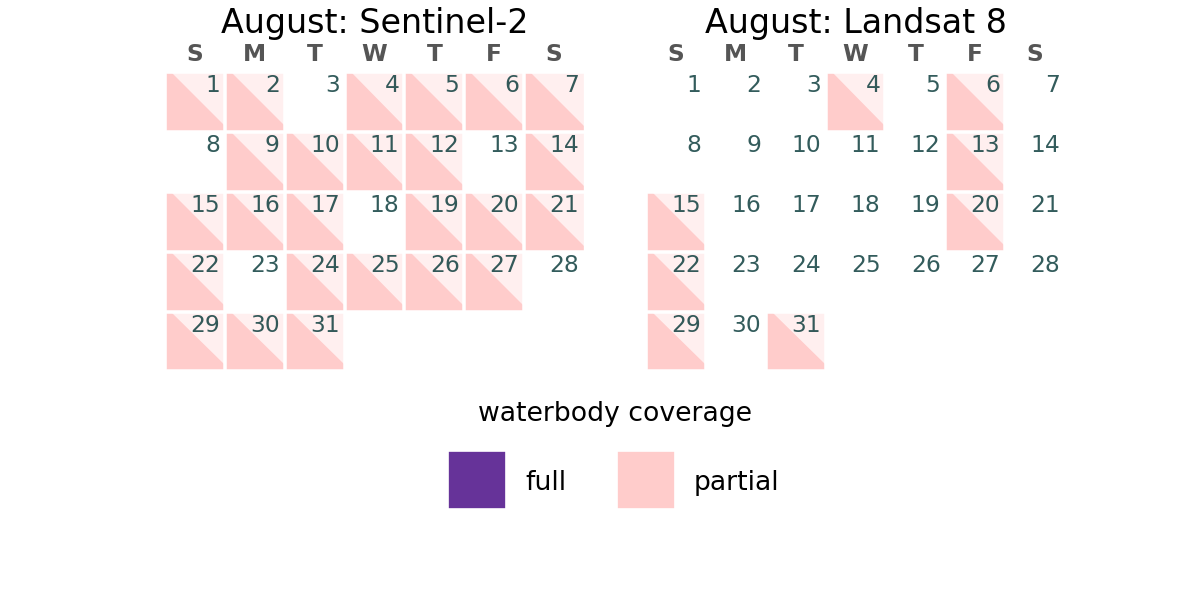 August: Sentinel-2
S M T W T F S
1 2 3 4 5 6 7
8 9 10 11 12 13 14
15 16 17 18 19 20 21
22 23 24 25 26 27 28
29 30 31
August: Landsat 8
S M T W T F S
1 2 3 4 5 6 7
8 9 10 11 12 13 14
15 16 17 18 19 20 21
22 23 24 25 26 27 28
29 30 31
waterbody coverage
full partial